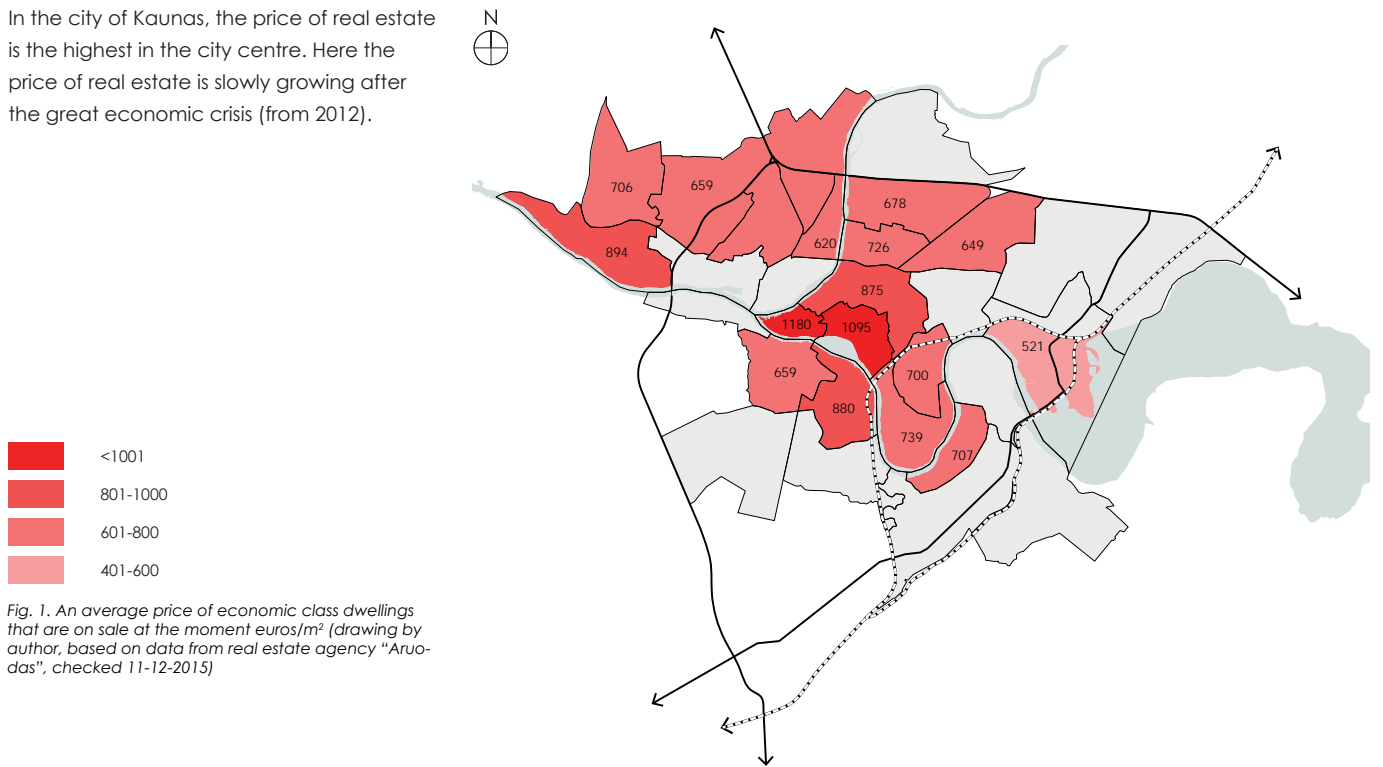 In the city of Kaunas, the price of real estate
is the highest in the city centre. Here the
price of real estate is slowly growing after
the great economic crisis (from 2012).
N
706
659
678
894
620
726
649
875
1180
1095
521
659
700
880
739
707
<1001
801-1000
601-800
401-600
Fig. 1. An average price of economic class dwellings
that are on sale at the moment euros/m² (drawing by
author, based on data from real estate agency “Aruo-
das”, checked 11-12-2015)